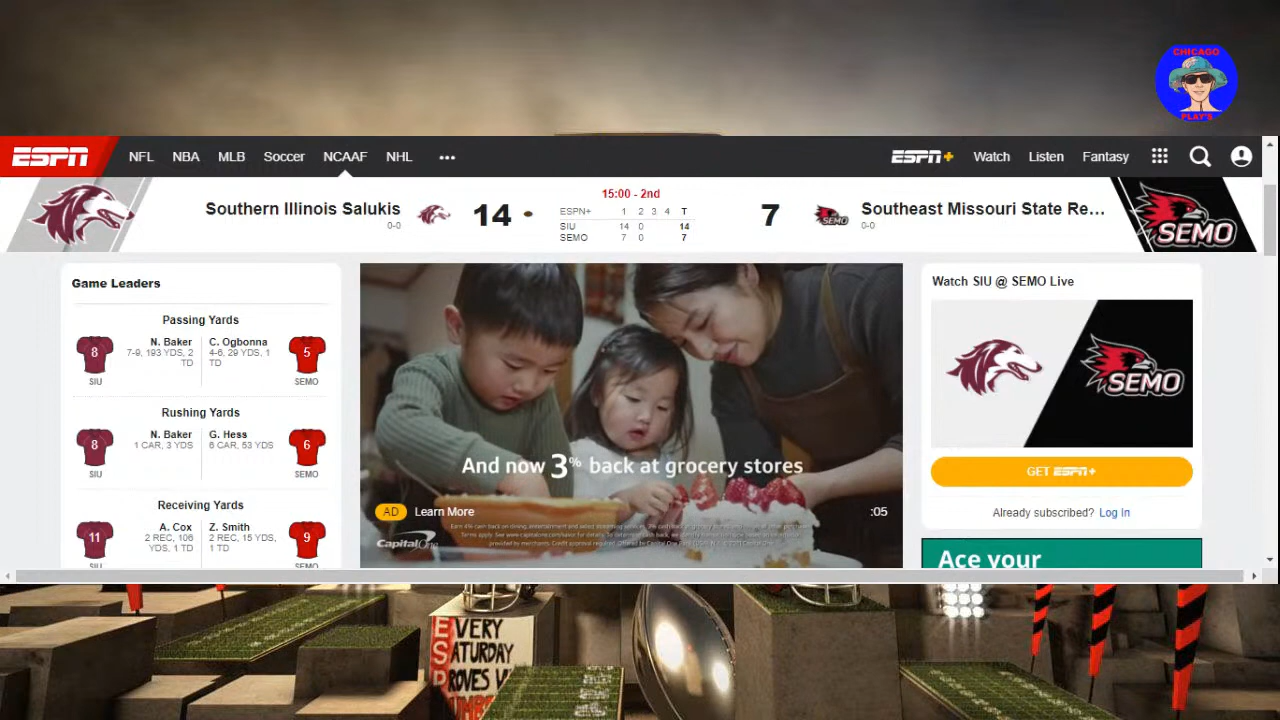 CHICAGO
PLAY'S
ESPN NFL NBA MLB Soccer NCAAF NHL ••• ESPN+ Watch Listen Fantasy
Southern Illinois Salukis
0-0
14
15:00 - 2nd
ESPN+ 1 2 3 4 T
SIU 14 0 14
SEMO 7 0 7
7
Southeast Missouri State Re...
0-0
SEMO
Game Leaders
Passing Yards
8
SIU
N. Baker
7-9, 193 YDS, 2
TD
C. Ogbonna
4-6, 29 YDS, 1
TD
5
SEMO
Rushing Yards
8
SIU
N. Baker
1 CAR, 3 YDS
G. Hess
6 CAR, 53 YDS
6
SEMO
Receiving Yards
11
SIU
A. Cox
2 REC, 106
YDS, 1 TD
Z. Smith
2 REC, 15 YDS,
1 TD
9
SEMO
And now 3% back at grocery stores
AD Learn More :05
Capital One
Watch SIU @ SEMO Live
SEMO
GET ESPN+
Already subscribed? Log In
Ace your
EVERY
SATURDAY
PROVES